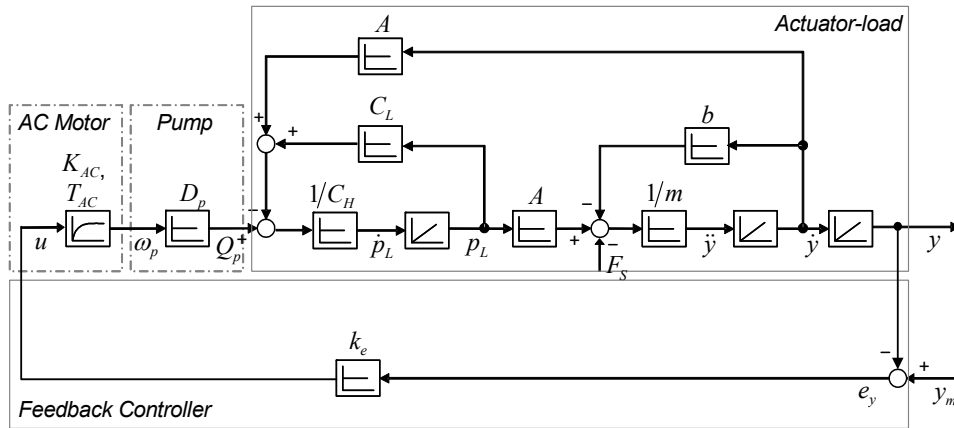 A
Actuator-load
+
C_L
AC Motor
Pump
+
b
K_AC,
T_AC
D_p
−
1/C_H
A
−
1/m
u
ω_p
Q_p
+
ṗ_L
p_L
+
−
F_S
ÿ
ẏ
y
k_e
−
+
e_y
y_m
Feedback Controller